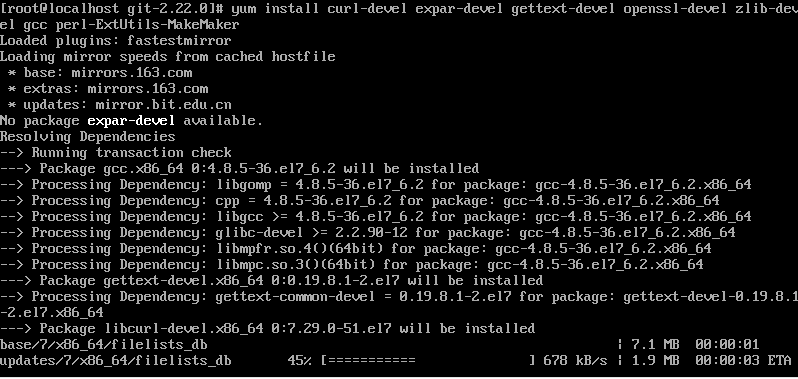 [root@localhost git-2.22.0]# yum install curl-devel expar-devel gettext-devel openssl-devel zlib-dev
el gcc perl-ExtUtils-MakeMaker
Loaded plugins: fastestmirror
Loading mirror speeds from cached hostfile
 * base: mirrors.163.com
 * extras: mirrors.163.com
 * updates: mirror.bit.edu.cn
No package expar-devel available.
Resolving Dependencies
--> Running transaction check
---> Package gcc.x86_64 0:4.8.5-36.el7_6.2 will be installed
--> Processing Dependency: libgomp = 4.8.5-36.el7_6.2 for package: gcc-4.8.5-36.el7_6.2.x86_64
--> Processing Dependency: cpp = 4.8.5-36.el7_6.2 for package: gcc-4.8.5-36.el7_6.2.x86_64
--> Processing Dependency: libgcc >= 4.8.5-36.el7_6.2 for package: gcc-4.8.5-36.el7_6.2.x86_64
--> Processing Dependency: glibc-devel >= 2.2.90-12 for package: gcc-4.8.5-36.el7_6.2.x86_64
--> Processing Dependency: libmpfr.so.4()(64bit) for package: gcc-4.8.5-36.el7_6.2.x86_64
--> Processing Dependency: libmpc.so.3()(64bit) for package: gcc-4.8.5-36.el7_6.2.x86_64
---> Package gettext-devel.x86_64 0:0.19.8.1-2.el7 will be installed
--> Processing Dependency: gettext-common-devel = 0.19.8.1-2.el7 for package: gettext-devel-0.19.8.1
-2.el7.x86_64
---> Package libcurl-devel.x86_64 0:7.29.0-51.el7 will be installed
base/7/x86_64/filelists_db | 7.1 MB 00:00:01
updates/7/x86_64/filelists_db 45% [=========== ] 678 kB/s | 1.9 MB 00:00:03 ETA